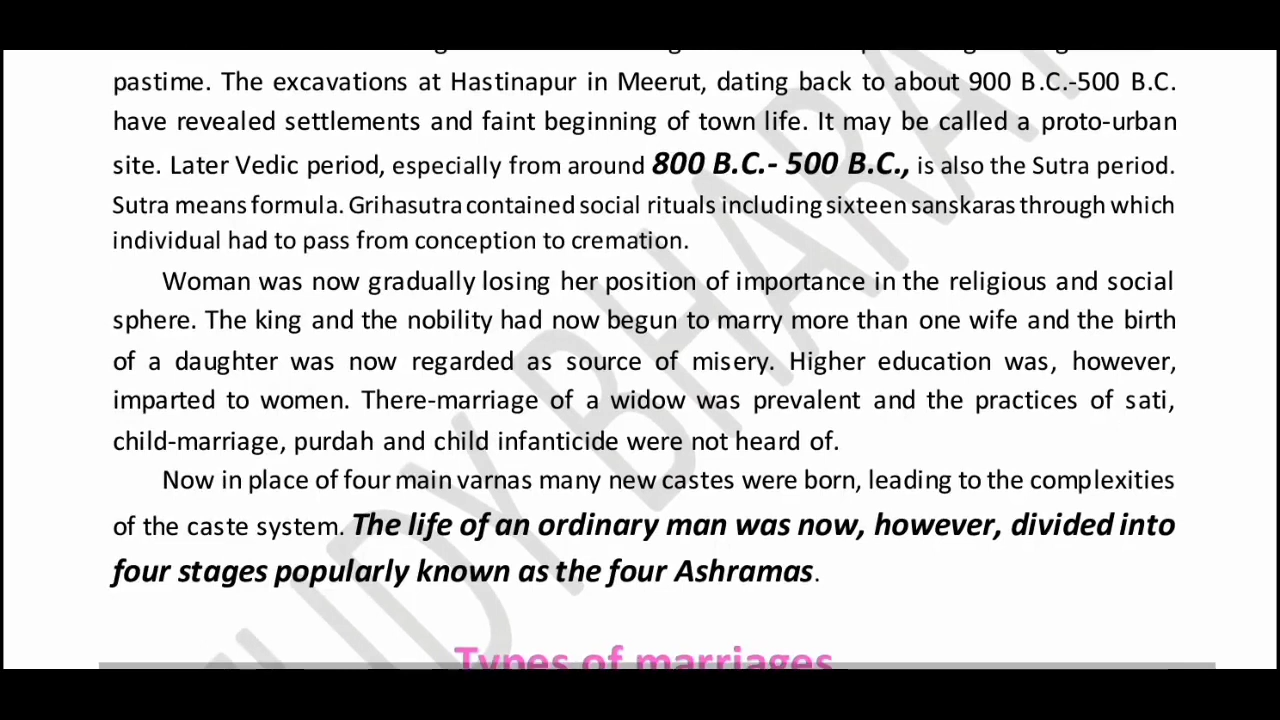 pastime. The excavations at Hastinapur in Meerut, dating back to about 900 B.C.-500 B.C.
have revealed settlements and faint beginning of town life. It may be called a proto-urban
site. Later Vedic period, especially from around 800 B.C.- 500 B.C., is also the Sutra period.
Sutra means formula. Grihasutra contained social rituals including sixteen sanskaras through which
individual had to pass from conception to cremation.
Woman was now gradually losing her position of importance in the religious and social
sphere. The king and the nobility had now begun to marry more than one wife and the birth
of a daughter was now regarded as source of misery. Higher education was, however,
imparted to women. There-marriage of a widow was prevalent and the practices of sati,
child-marriage, purdah and child infanticide were not heard of.
Now in place of four main varnas many new castes were born, leading to the complexities
of the caste system. The life of an ordinary man was now, however, divided into
four stages popularly known as the four Ashramas.
Types of marriages